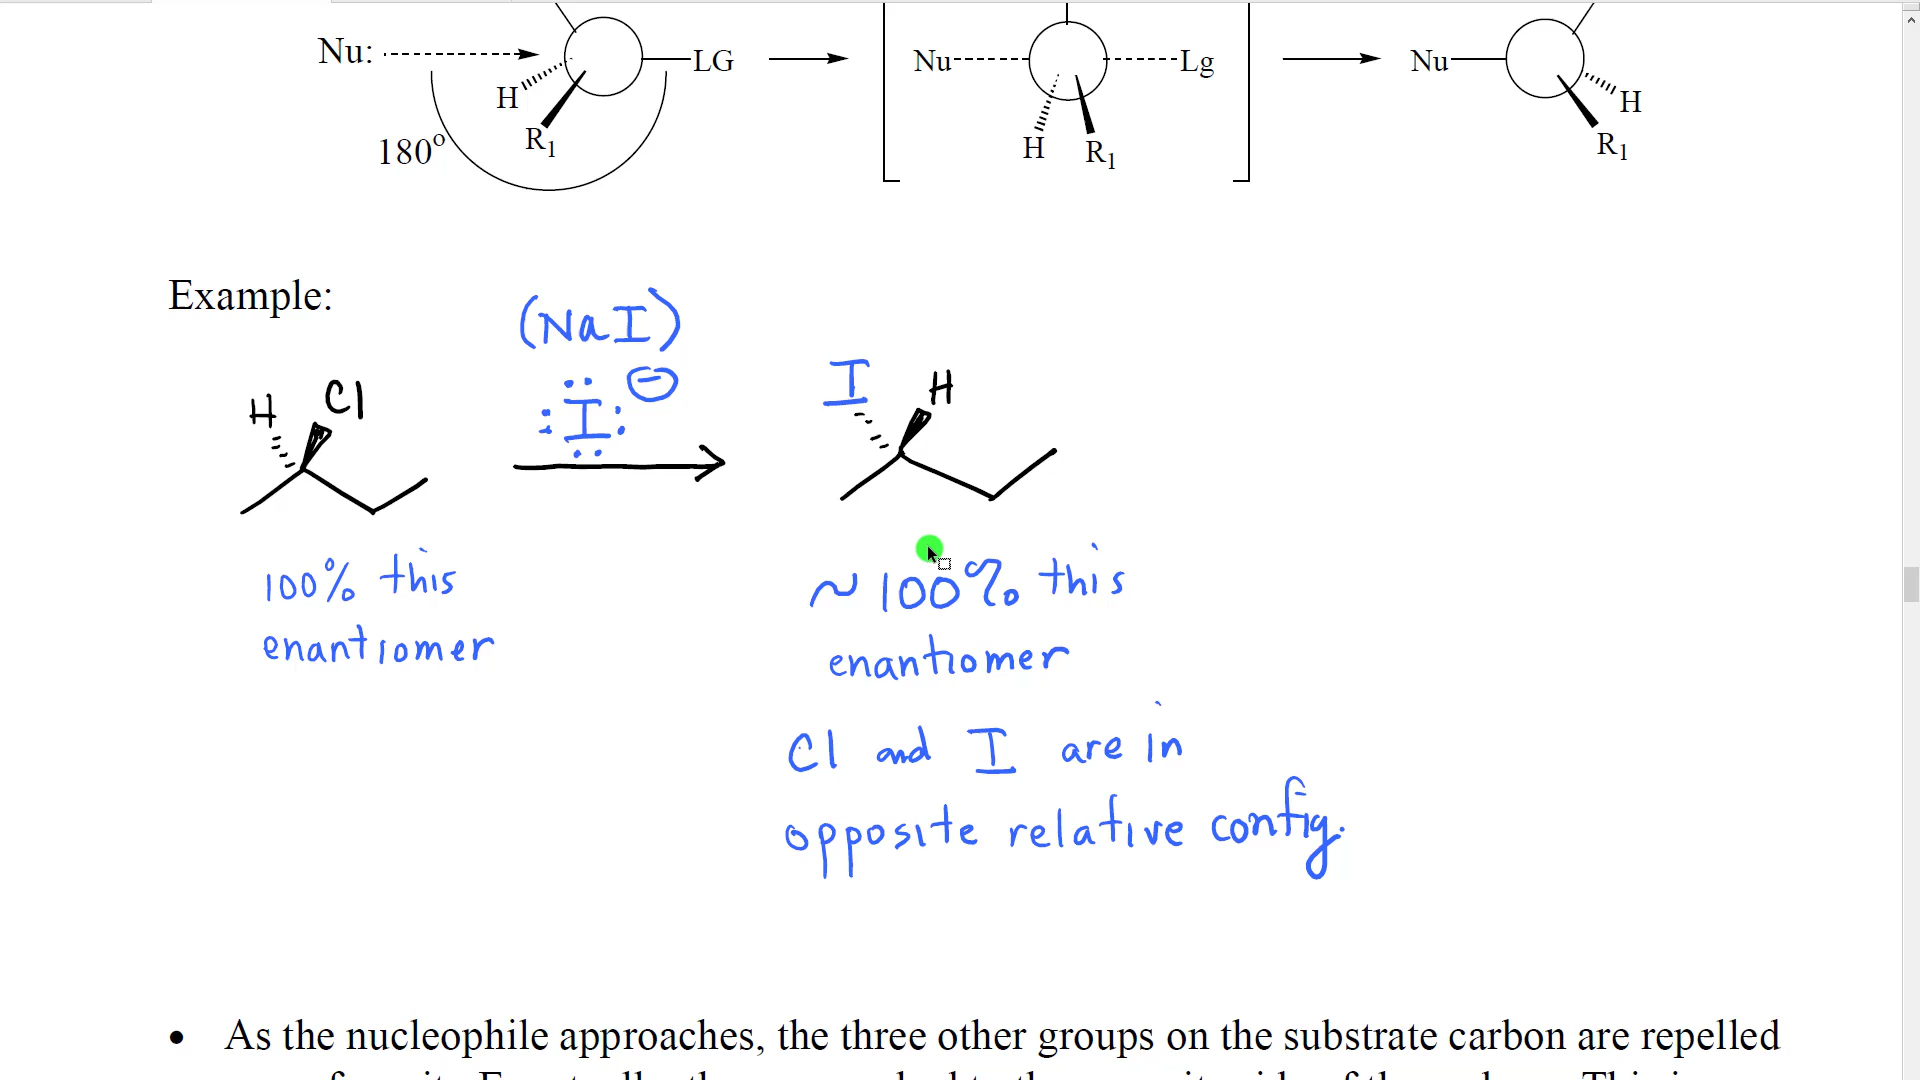 Nu: LG Nu Lg Nu
H R1 H R1 H R1
180°
Example:
(NaI)
:I: ⊖
H Cl I H
100% this enantiomer
~ 100% this enantiomer
Cl and I are in
opposite relative config.
• As the nucleophile approaches, the three other groups on the substrate carbon are repelled